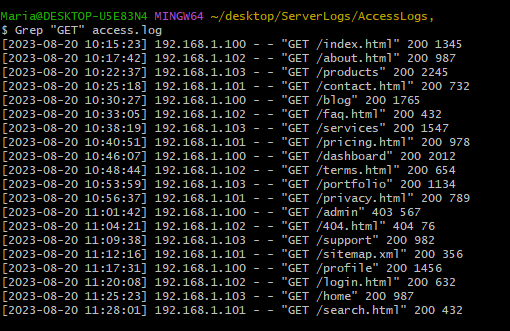 Maria@DESKTOP-U5E83N4 MINGW64 ~/desktop/ServerLogs/AccessLogs,
$ Grep "GET" access.log
[2023-08-20 10:15:23] 192.168.1.100 - - "GET /index.html" 200 1345
[2023-08-20 10:17:42] 192.168.1.102 - - "GET /about.html" 200 987
[2023-08-20 10:22:37] 192.168.1.103 - - "GET /products" 200 2245
[2023-08-20 10:25:18] 192.168.1.101 - - "GET /contact.html" 200 732
[2023-08-20 10:30:27] 192.168.1.100 - - "GET /blog" 200 1765
[2023-08-20 10:33:05] 192.168.1.102 - - "GET /faq.html" 200 432
[2023-08-20 10:38:19] 192.168.1.103 - - "GET /services" 200 1547
[2023-08-20 10:40:51] 192.168.1.101 - - "GET /pricing.html" 200 978
[2023-08-20 10:46:07] 192.168.1.100 - - "GET /dashboard" 200 2012
[2023-08-20 10:48:44] 192.168.1.102 - - "GET /terms.html" 200 654
[2023-08-20 10:53:59] 192.168.1.103 - - "GET /portfolio" 200 1134
[2023-08-20 10:56:37] 192.168.1.101 - - "GET /privacy.html" 200 789
[2023-08-20 11:01:42] 192.168.1.100 - - "GET /admin" 403 567
[2023-08-20 11:04:21] 192.168.1.102 - - "GET /404.html" 404 76
[2023-08-20 11:09:38] 192.168.1.103 - - "GET /support" 200 982
[2023-08-20 11:12:16] 192.168.1.101 - - "GET /sitemap.xml" 200 356
[2023-08-20 11:17:31] 192.168.1.100 - - "GET /profile" 200 1456
[2023-08-20 11:20:08] 192.168.1.102 - - "GET /login.html" 200 632
[2023-08-20 11:25:23] 192.168.1.103 - - "GET /home" 200 987
[2023-08-20 11:28:01] 192.168.1.101 - - "GET /search.html" 200 432